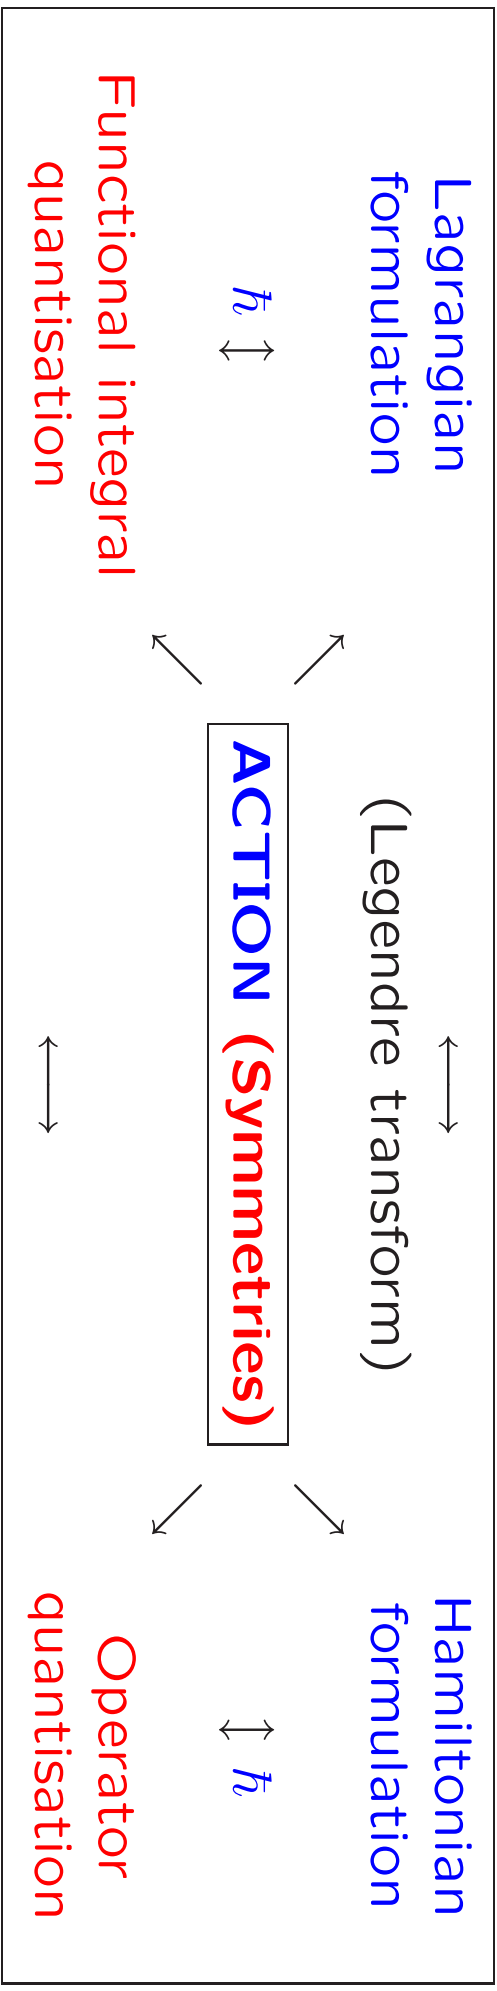 Lagrangian
formulation
⟷
(Legendre transform)
Hamiltonian
formulation
ħ ↕
ACTION (Symmetries)
↕ ħ
Functional integral
quantisation
⟷
Operator
quantisation